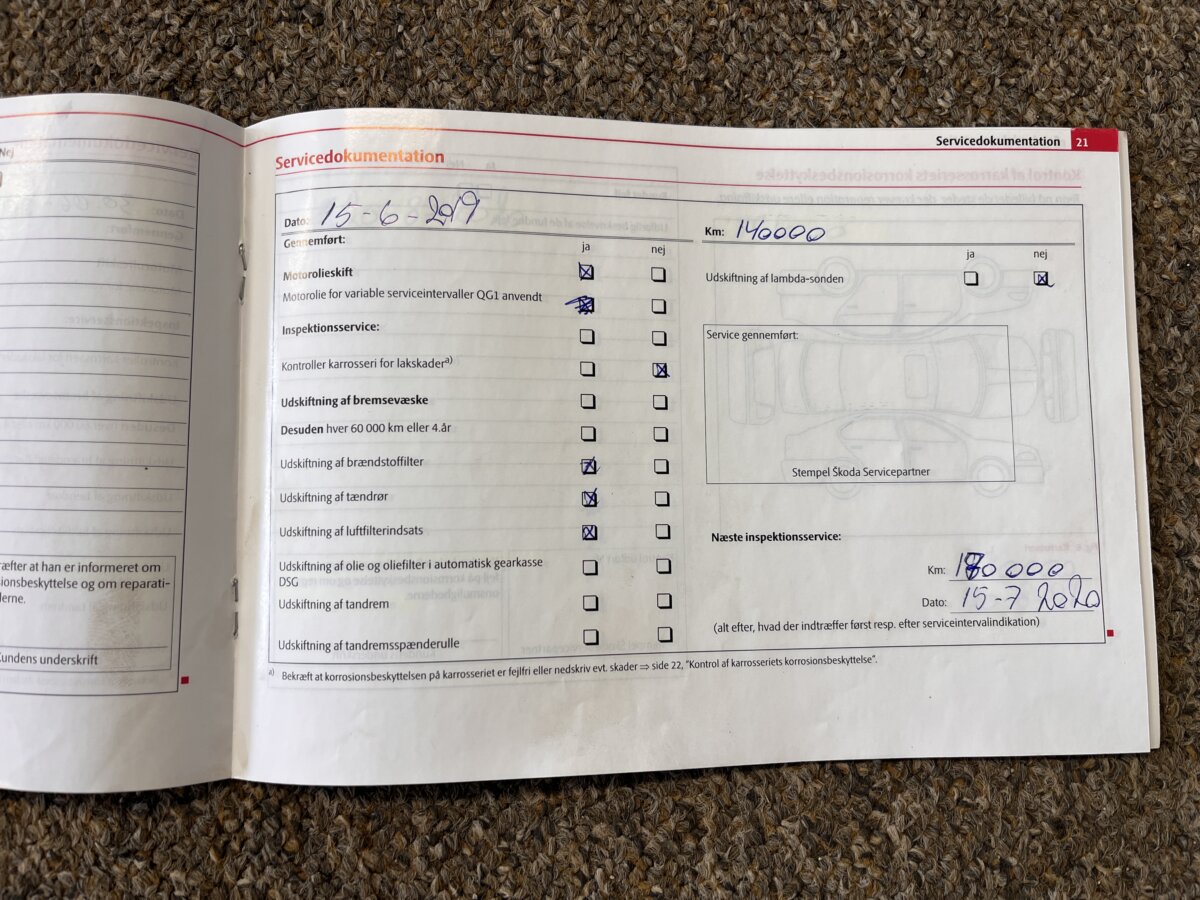 Nej
ræfter at han er informeret om
ionsbeskyttelse og om reparati-
erne.
Kundens underskrift
Servicedokumentation 21
Servicedokumentation
Dato: 15-6-2019
Km: 140000
Gennemført:
ja nej
Motorolieskift
Motorolie for variable serviceintervaller QG1 anvendt
Inspektionsservice:
Kontroller karrosseri for lakskader a)
Udskiftning af bremsevæske
Desuden hver 60 000 km eller 4.år
Udskiftning af brændstoffilter
Udskiftning af tændrør
Udskiftning af luftfilterindsats
Udskiftning af olie og oliefilter i automatisk gearkasse
DSG
Udskiftning af tandrem
Udskiftning af tandremsspænderulle
ja nej
Udskiftning af lambda-sonden
Service gennemført:
Stempel Škoda Servicepartner
Næste inspektionsservice:
Km:
Dato: 15-7 2020
(alt efter, hvad der indtræffer først resp. efter serviceintervalindikation)
a) Bekræft at korrosionsbeskyttelsen på karrosseriet er fejlfri eller nedskriv evt. skader ⇒ side 22, "Kontrol af karrosseriets korrosionsbeskyttelse".